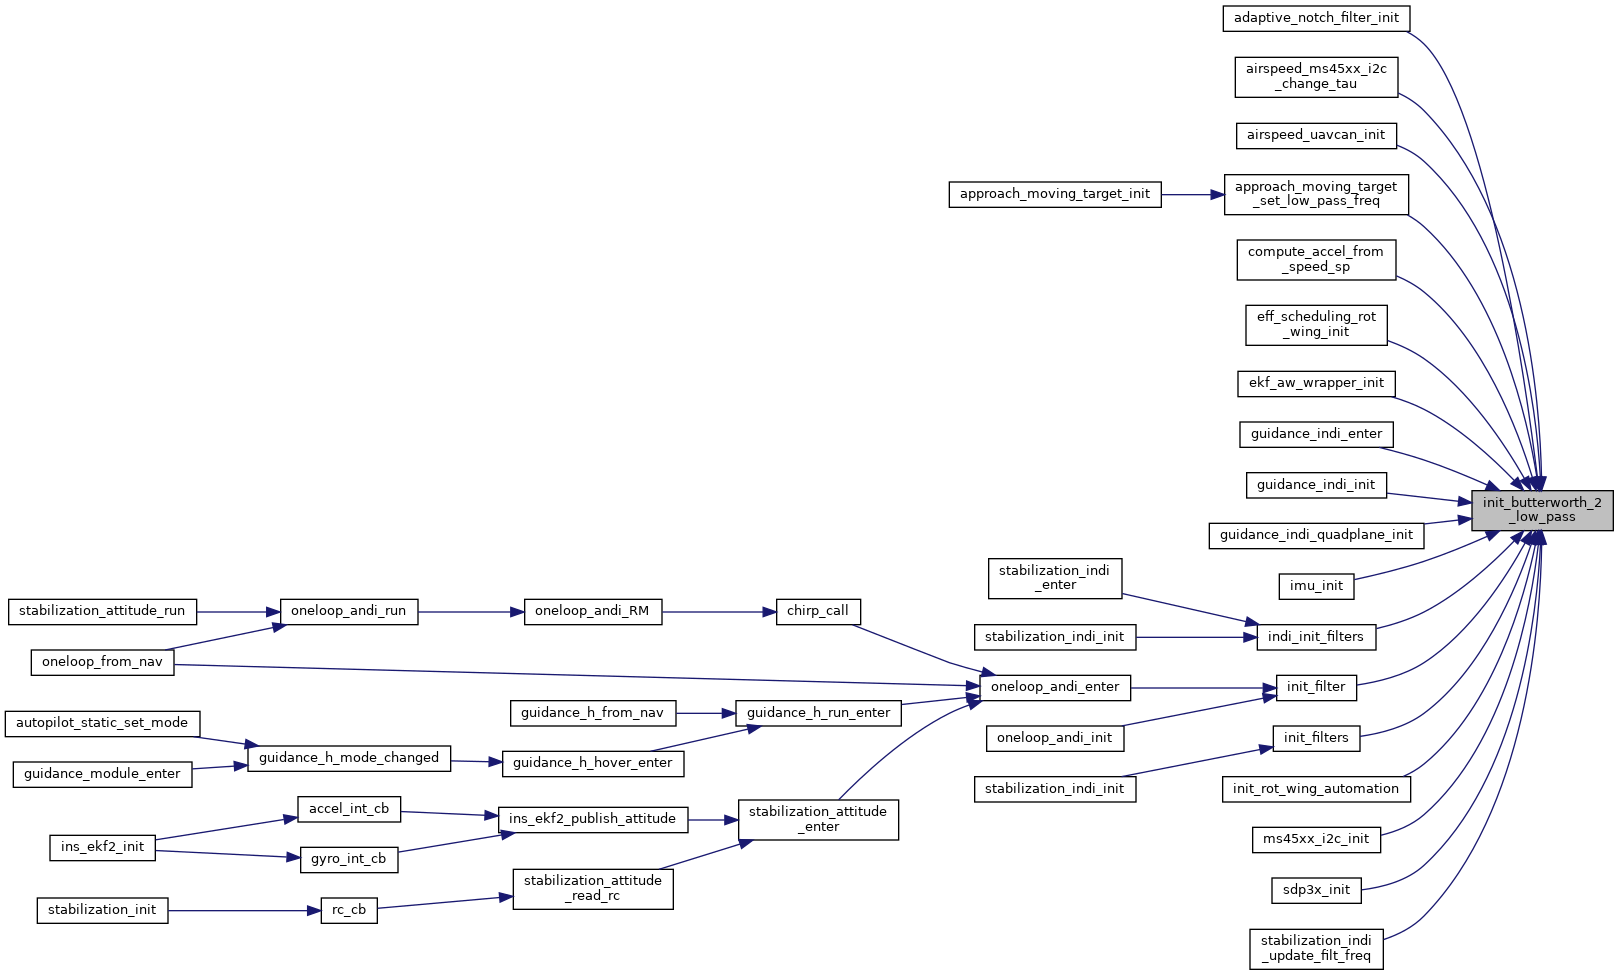 adaptive_notch_filter_init
airspeed_ms45xx_i2c
_change_tau
airspeed_uavcan_init
approach_moving_target
_set_low_pass_freq
approach_moving_target_init
compute_accel_from
_speed_sp
eff_scheduling_rot
_wing_init
ekf_aw_wrapper_init
guidance_indi_enter
guidance_indi_init
init_butterworth_2
_low_pass
guidance_indi_quadplane_init
imu_init
stabilization_indi
_enter
stabilization_indi_init
indi_init_filters
stabilization_attitude_run
oneloop_andi_run
oneloop_andi_RM
chirp_call
oneloop_from_nav
oneloop_andi_enter
init_filter
autopilot_static_set_mode
guidance_h_from_nav
guidance_h_run_enter
oneloop_andi_init
init_filters
guidance_module_enter
guidance_h_mode_changed
guidance_h_hover_enter
stabilization_indi_init
init_rot_wing_automation
accel_int_cb
ins_ekf2_publish_attitude
stabilization_attitude
_enter
ms45xx_i2c_init
ins_ekf2_init
gyro_int_cb
stabilization_attitude
_read_rc
sdp3x_init
stabilization_init
rc_cb
stabilization_indi
_update_filt_freq